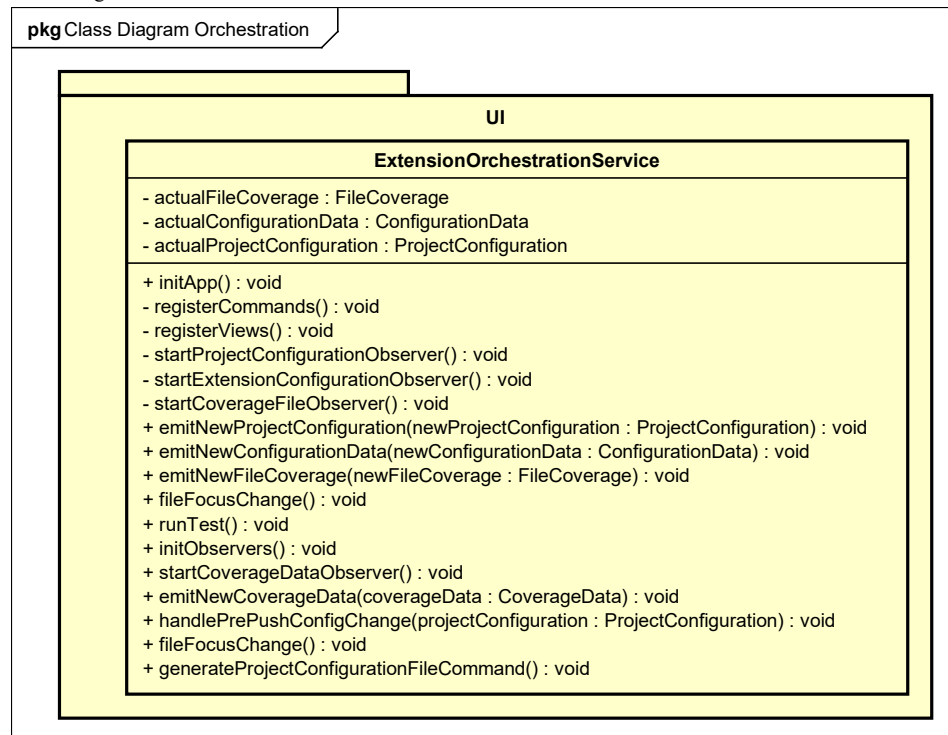 pkg Class Diagram Orchestration
UI
ExtensionOrchestrationService
- actualFileCoverage : FileCoverage
- actualConfigurationData : ConfigurationData
- actualProjectConfiguration : ProjectConfiguration
+ initApp() : void
- registerCommands() : void
- registerViews() : void
- startProjectConfigurationObserver() : void
- startExtensionConfigurationObserver() : void
- startCoverageFileObserver() : void
+ emitNewProjectConfiguration(newProjectConfiguration : ProjectConfiguration) : void
+ emitNewConfigurationData(newConfigurationData : ConfigurationData) : void
+ emitNewFileCoverage(newFileCoverage : FileCoverage) : void
+ fileFocusChange() : void
+ runTest() : void
+ initObservers() : void
+ startCoverageDataObserver() : void
+ emitNewCoverageData(coverageData : CoverageData) : void
+ handlePrePushConfigChange(projectConfiguration : ProjectConfiguration) : void
+ fileFocusChange() : void
+ generateProjectConfigurationFileCommand() : void